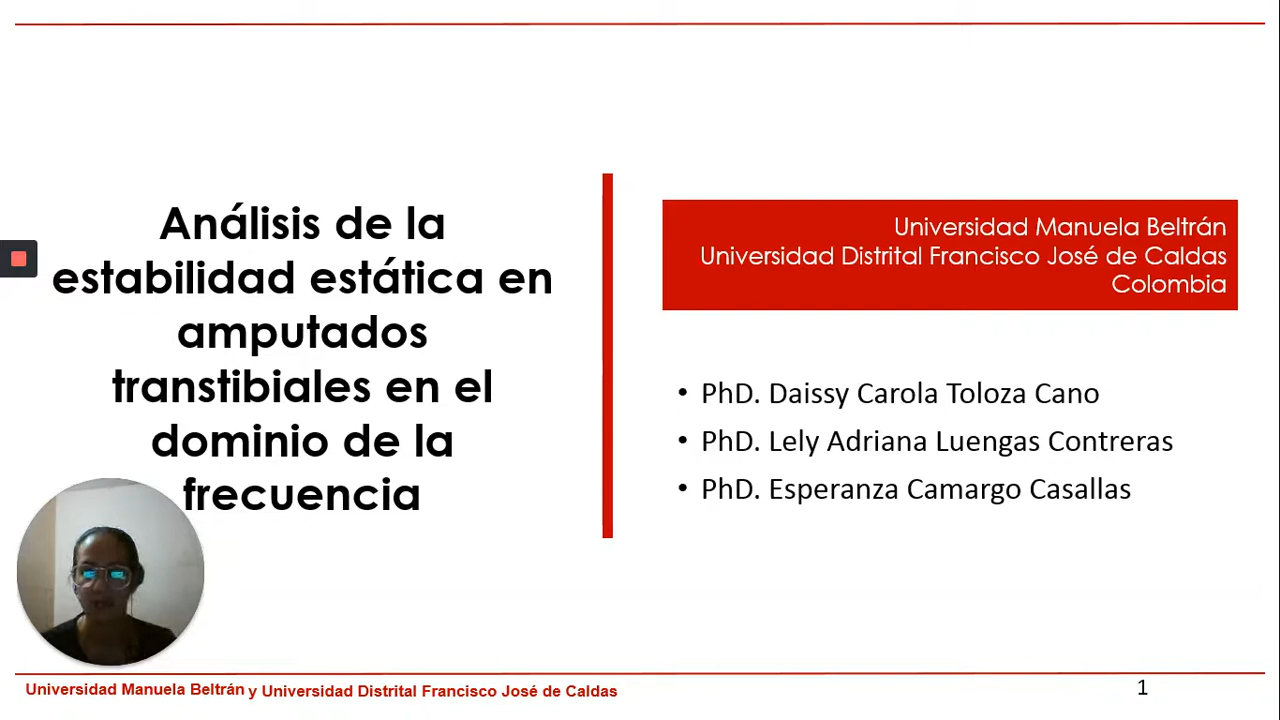 Análisis de la
estabilidad estática en
amputados
transtibiales en el
dominio de la
frecuencia
Universidad Manuela Beltrán
Universidad Distrital Francisco José de Caldas
Colombia
• PhD. Daissy Carola Toloza Cano
• PhD. Lely Adriana Luengas Contreras
• PhD. Esperanza Camargo Casallas
Universidad Manuela Beltrán y Universidad Distrital Francisco José de Caldas
1